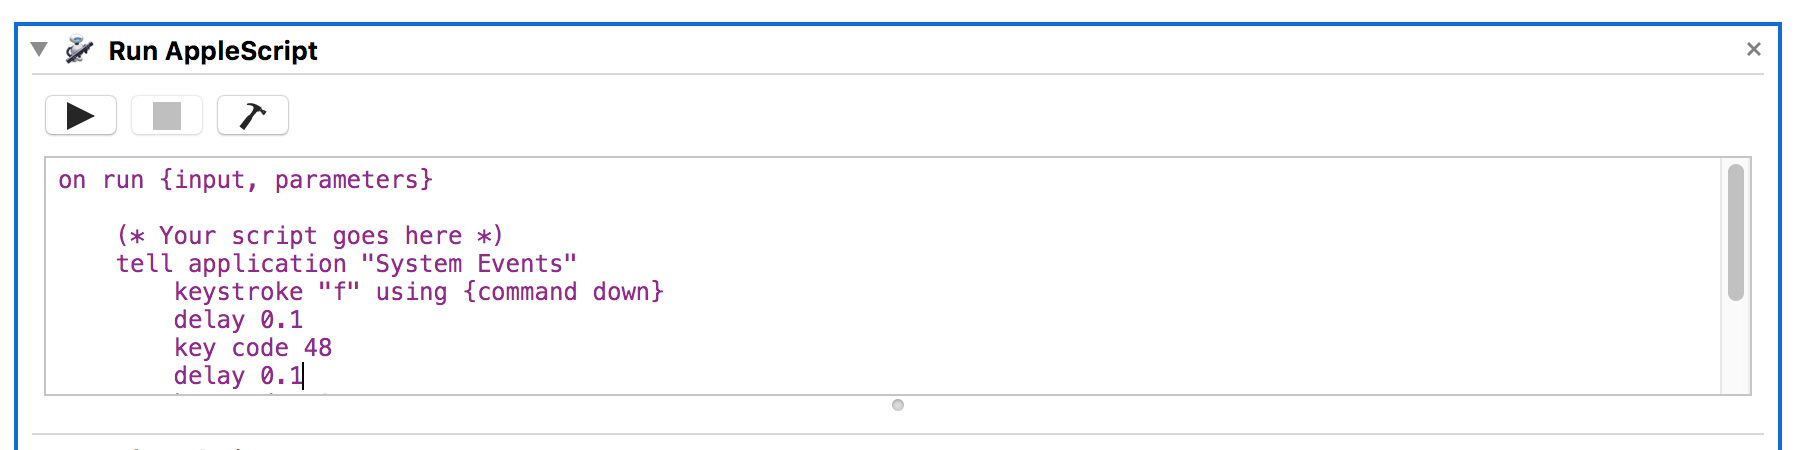 Run AppleScript
on run {input, parameters}
(* Your script goes here *)
tell application "System Events"
keystroke "f" using {command down}
delay 0.1
key code 48
delay 0.1